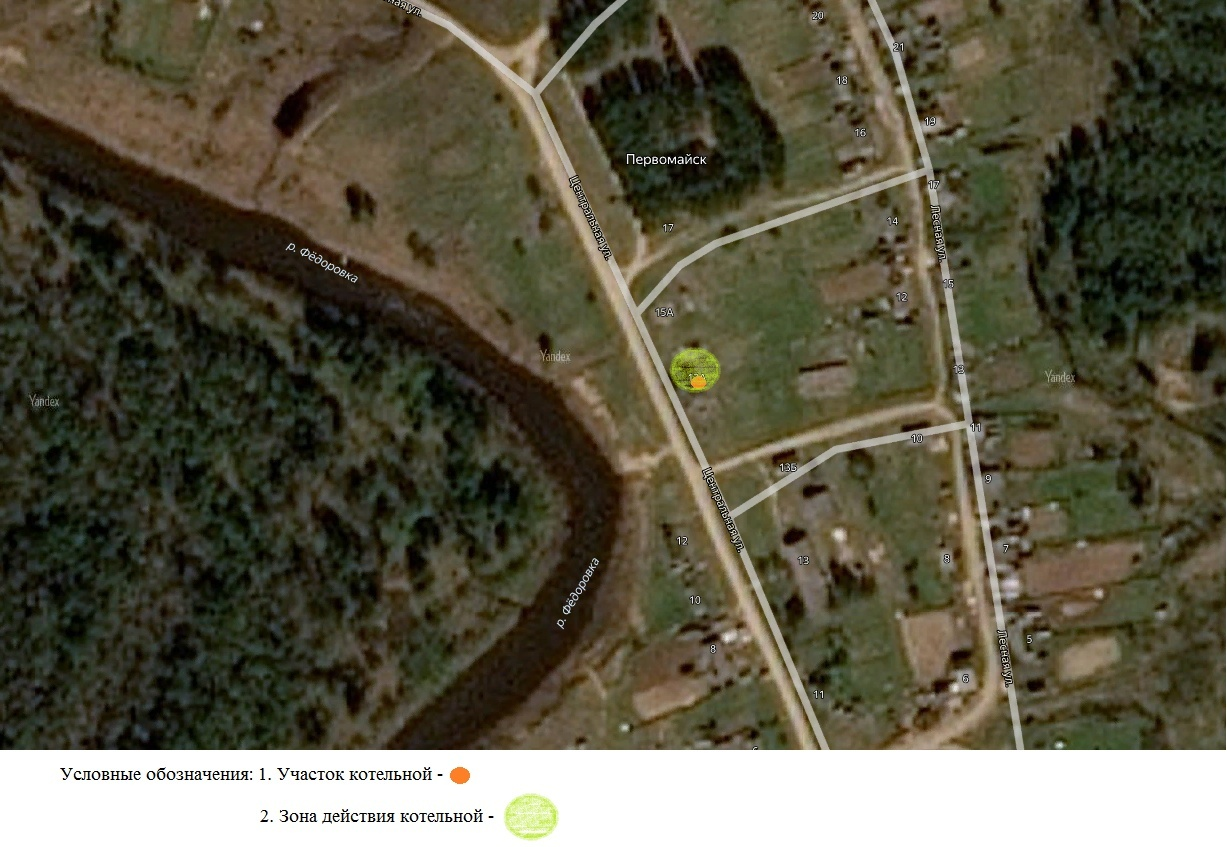 ная ул.
20
21
18
19
16
Первомайск
17
Центральная ул.
Лесная ул.
14
17
р. Фёдоровка
15
12
15А
Yandex
13
Yandex
Yandex
11
10
13Б
9
Центральная ул.
12
7
8
13
р. Фёдоровка
10
5
8
Лесная ул.
6
11
Условные обозначения: 1. Участок котельной -
2. Зона действия котельной -